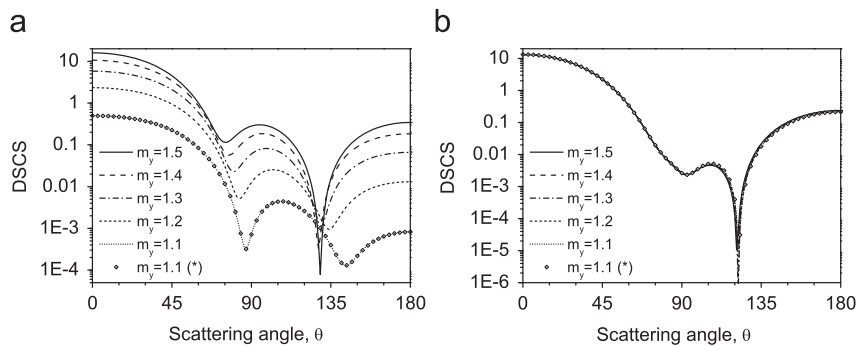 a
10
1
0.1
0.01
1E-3
1E-4
DSCS
m_y=1.5
m_y=1.4
m_y=1.3
m_y=1.2
m_y=1.1
m_y=1.1 (*)
0 45 90 135 180
Scattering angle, θ
b
10
1
0.1
0.01
1E-3
1E-4
1E-5
1E-6
DSCS
m_y=1.5
m_y=1.4
m_y=1.3
m_y=1.2
m_y=1.1
m_y=1.1 (*)
0 45 90 135 180
Scattering angle, θ